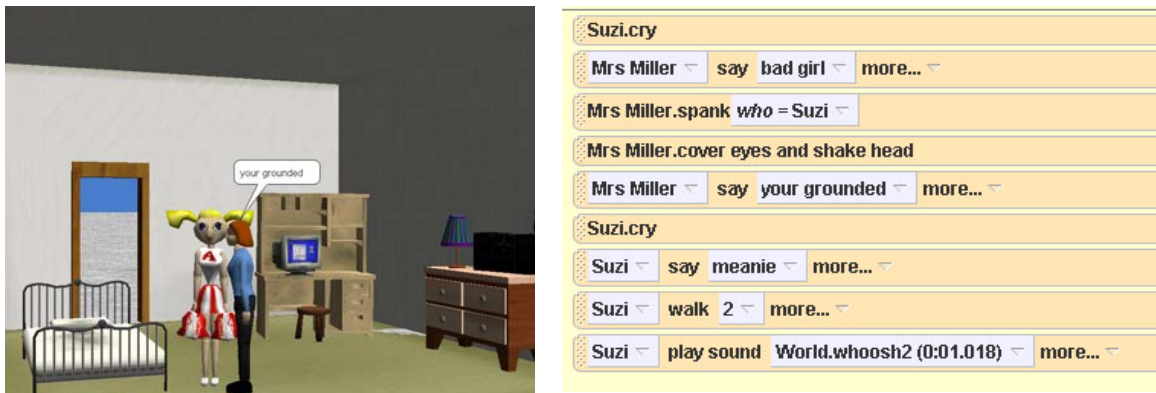 your grounded
A
Suzi.cry
Mrs Miller say bad girl more...
Mrs Miller.spank who = Suzi
Mrs Miller.cover eyes and shake head
Mrs Miller say your grounded more...
Suzi.cry
Suzi say meanie more...
Suzi walk 2 more...
Suzi play sound World.whoosh2 (0:01.018) more...